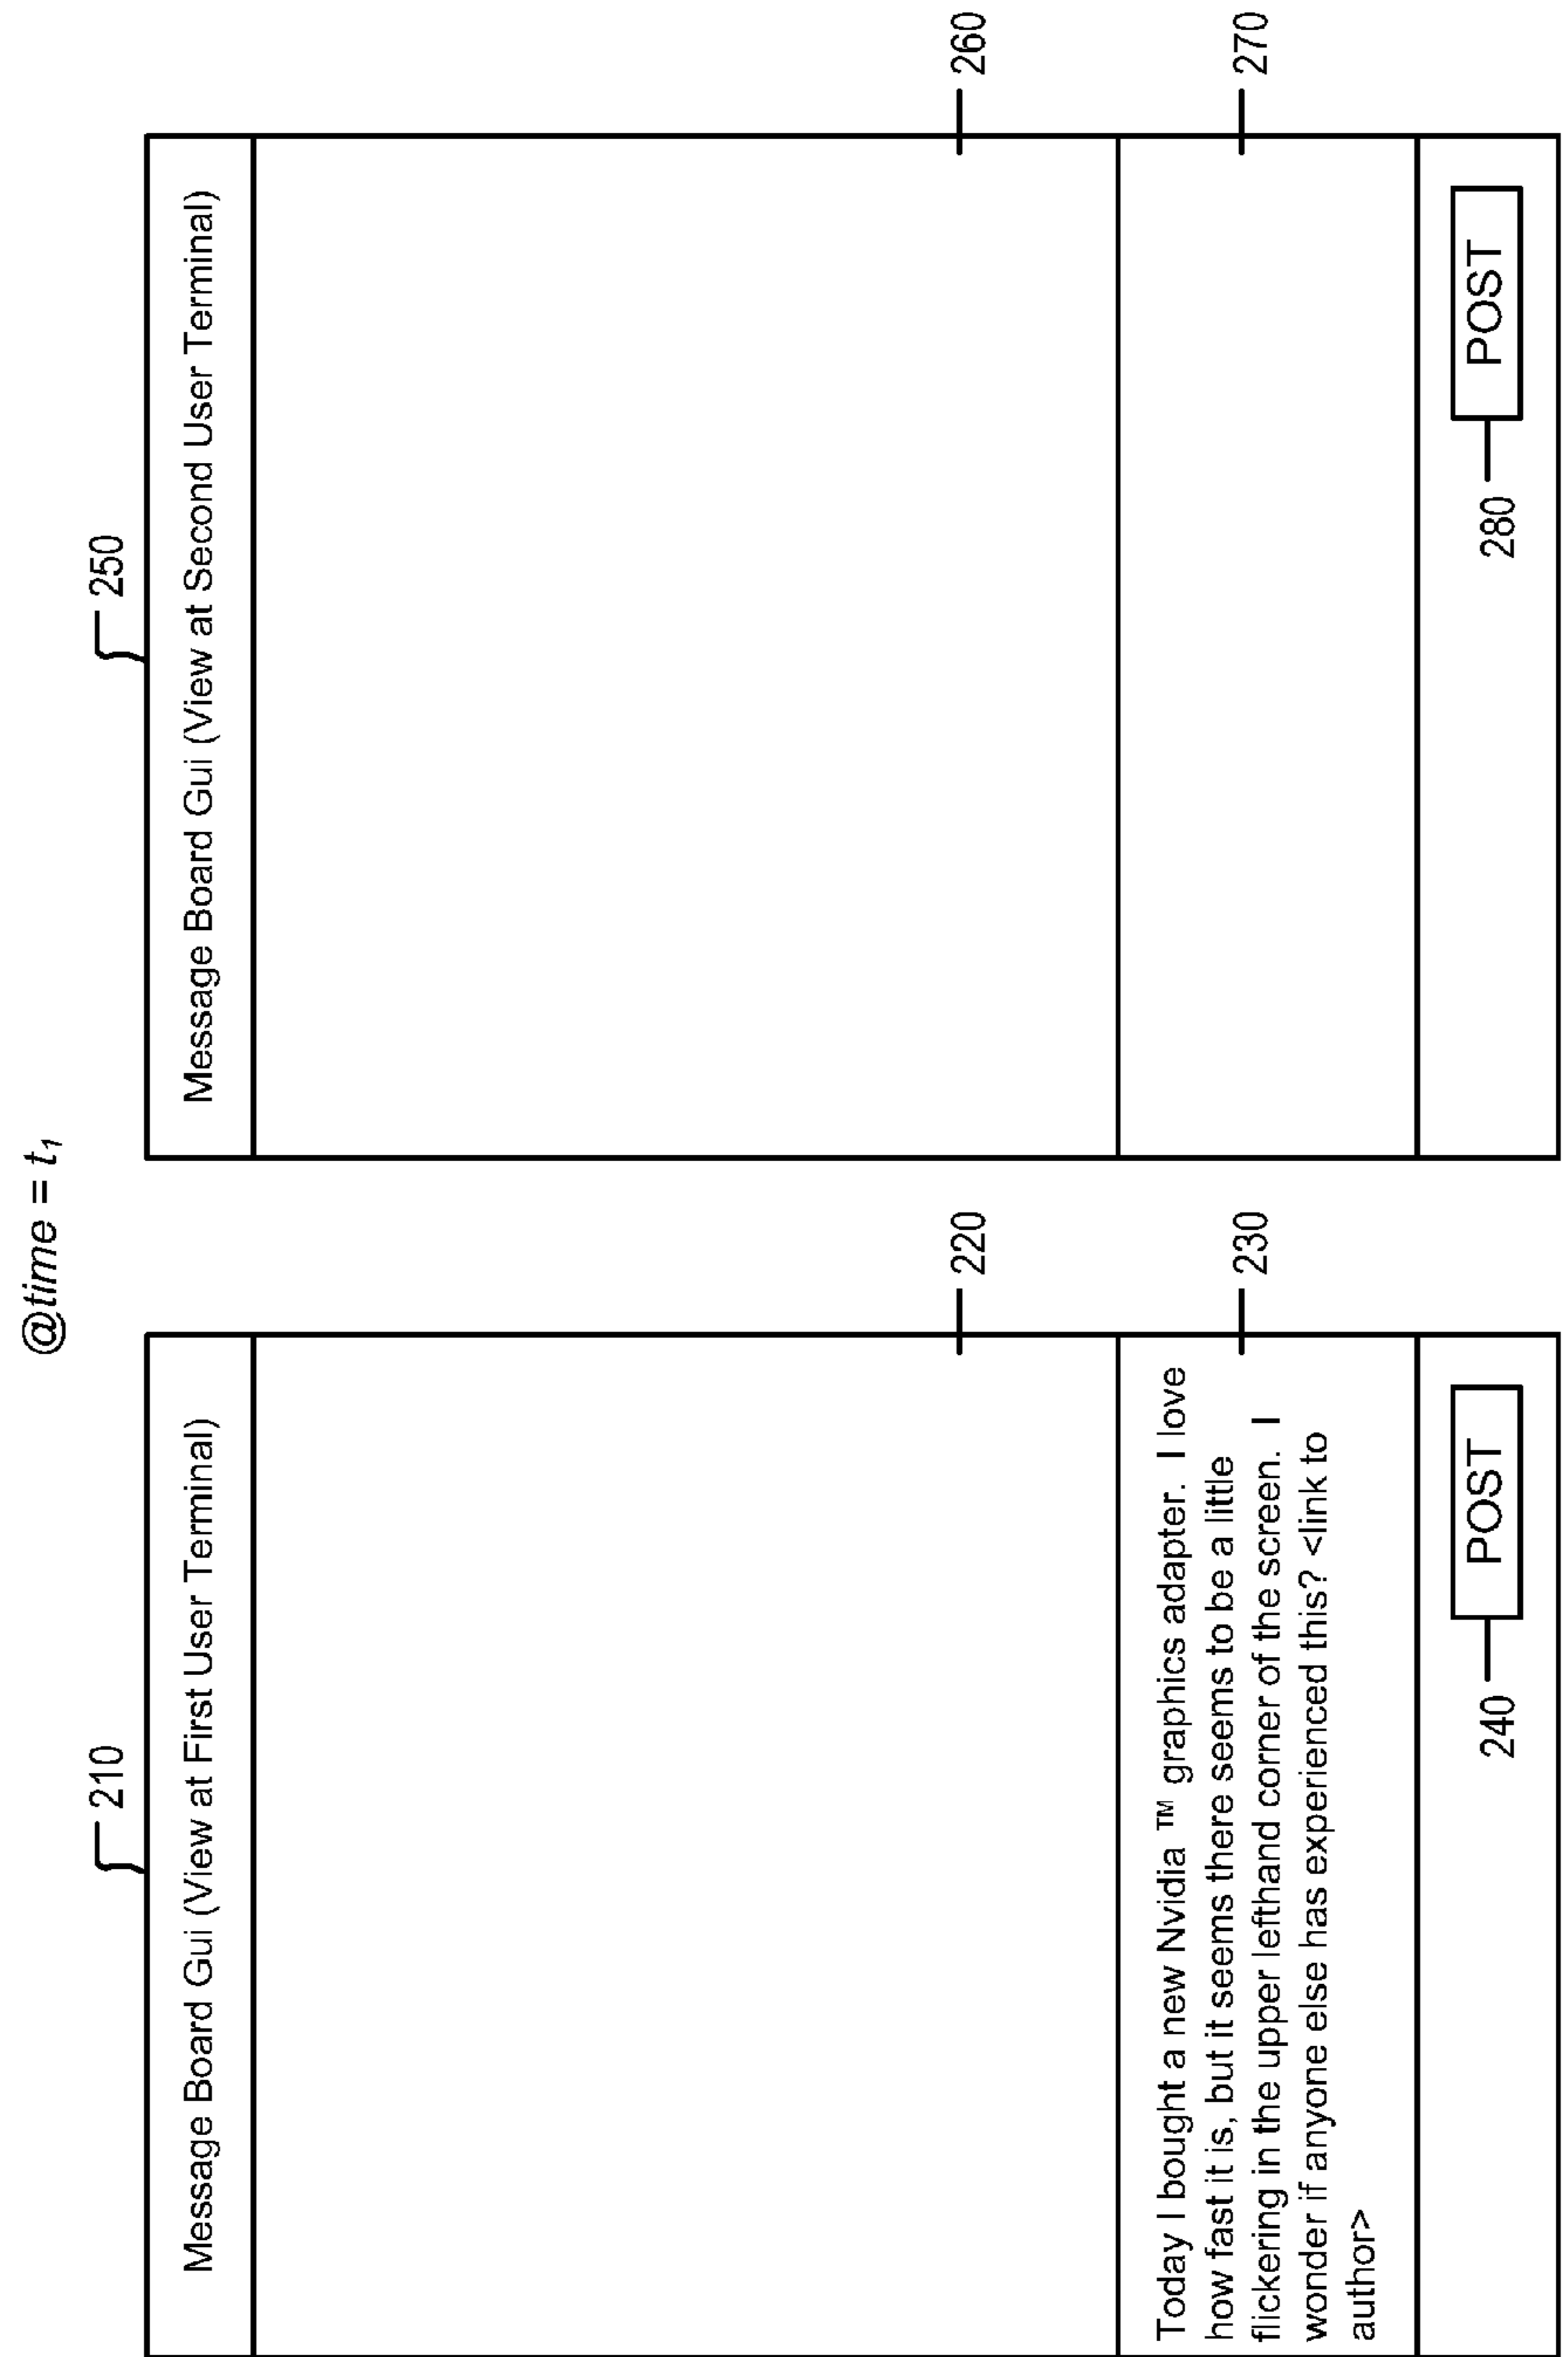 @time = t₁
210
Message Board Gui (View at First User Terminal)
220
Today I bought a new Nvidia ™ graphics adapter. I love
how fast it is, but it seems there seems to be a little
flickering in the upper lefthand corner of the screen. I
wonder if anyone else has experienced this? <link to
author>
230
240
POST
250
Message Board Gui (View at Second User Terminal)
260
270
280
POST